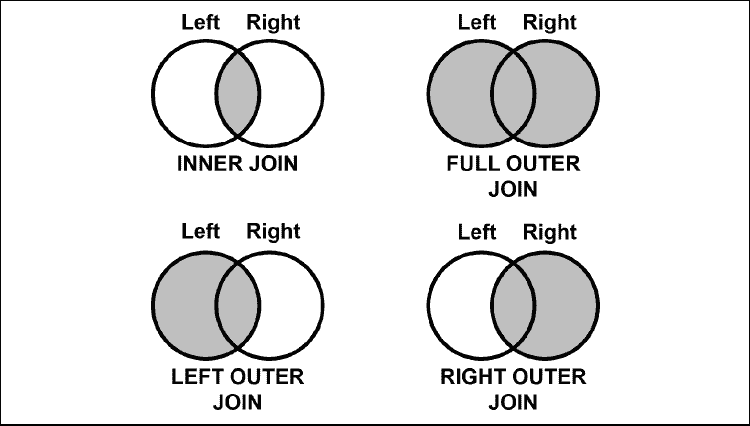 Left Right
INNER JOIN
Left Right
FULL OUTER
JOIN
Left Right
LEFT OUTER
JOIN
Left Right
RIGHT OUTER
JOIN